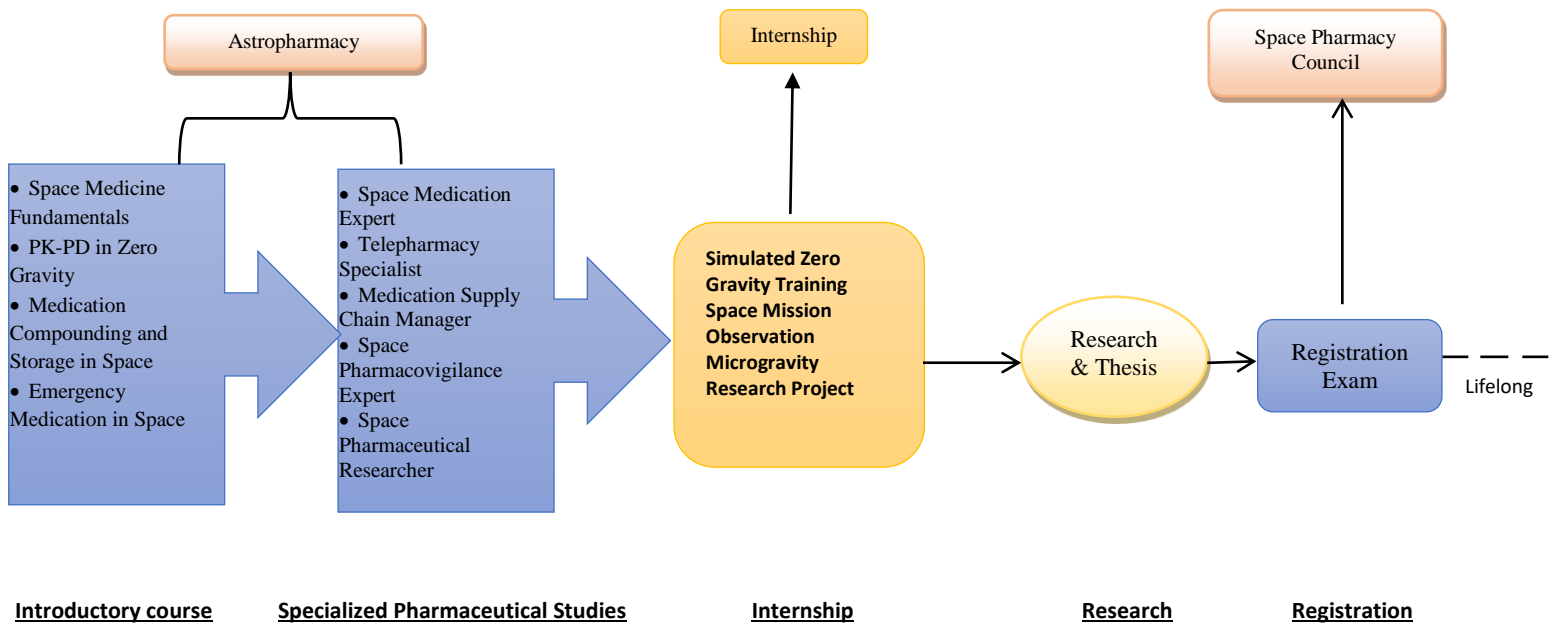 Astropharmacy
Internship
Space Pharmacy
Council
• Space Medicine
Fundamentals
• PK-PD in Zero
Gravity
• Medication
Compounding and
Storage in Space
• Emergency
Medication in Space
• Space Medication
Expert
• Telepharmacy
Specialist
• Medication Supply
Chain Manager
• Space
Pharmacovigilance
Expert
• Space
Pharmaceutical
Researcher
Simulated Zero
Gravity Training
Space Mission
Observation
Microgravity
Research Project
Research
& Thesis
Registration
Exam
Lifelong
Introductory course
Specialized Pharmaceutical Studies
Internship
Research
Registration